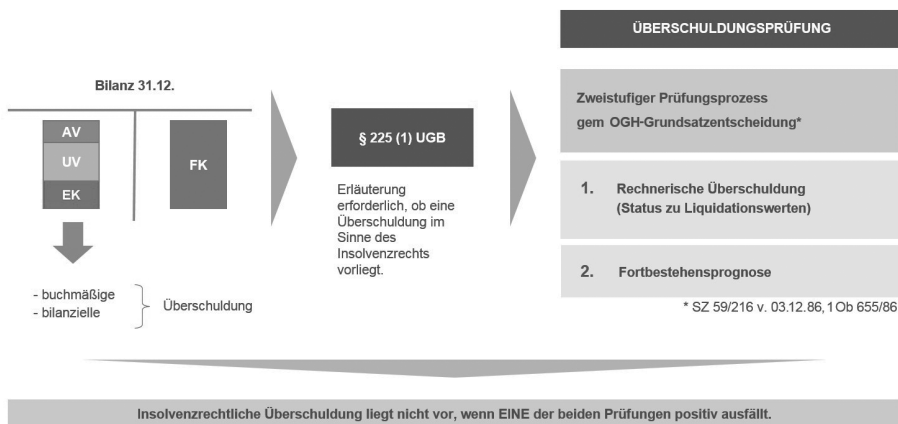 Bilanz 31.12.
AV
UV
EK
FK
- buchmäßige
- bilanzielle
Überschuldung
§ 225 (1) UGB
Erläuterung
erforderlich, ob eine
Überschuldung im
Sinne des
Insolvenzrechts
vorliegt.
ÜBERSCHULDUNGSPRÜFUNG
Zweistufiger Prüfungsprozess
gem OGH-Grundsatzentscheidung*
1. Rechnerische Überschuldung
(Status zu Liquidationswerten)
2. Fortbestehensprognose
* SZ 59/216 v. 03.12.86, 1 Ob 655/86
Insolvenzrechtliche Überschuldung liegt nicht vor, wenn EINE der beiden Prüfungen positiv ausfällt.